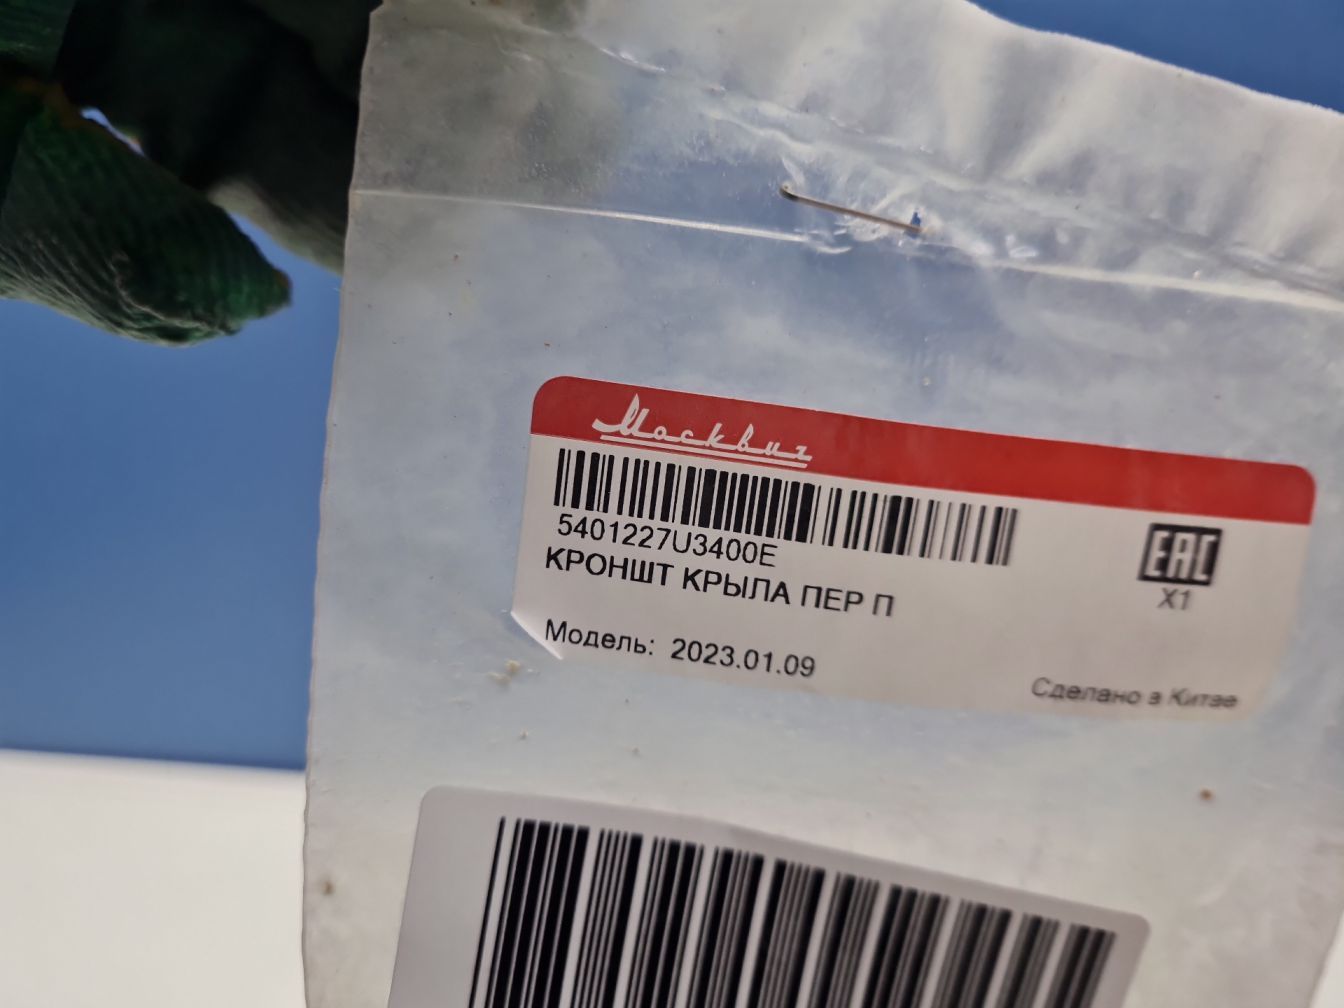 Москвич
5401227U3400E
КРОНШТ КРЫЛА ПЕР П
EAC
X1
Модель: 2023.01.09
Сделано в Китае